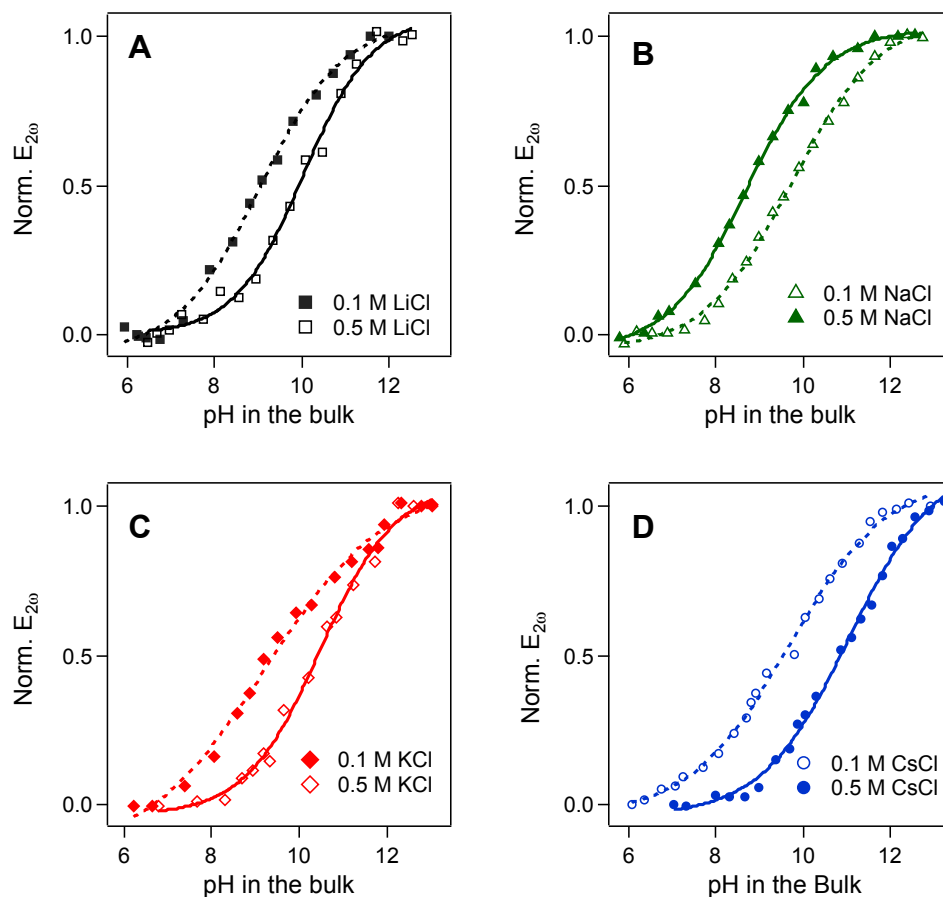 A
1.0
0.5
0.0
Norm. E2ω
0.1 M LiCl
0.5 M LiCl
6 8 10 12
pH in the bulk
B
1.0
0.5
0.0
Norm. E2ω
0.1 M NaCl
0.5 M NaCl
6 8 10 12
pH in the bulk
C
1.0
0.5
0.0
Norm. E2ω
0.1 M KCl
0.5 M KCl
6 8 10 12
pH in the bulk
D
1.0
0.5
0.0
Norm. E2ω
0.1 M CsCl
0.5 M CsCl
6 8 10 12
pH in the Bulk